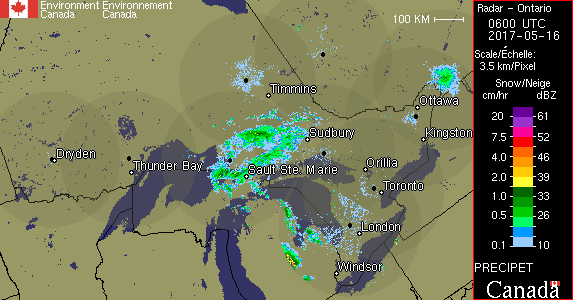 Environment Environnement
Canada Canada
100 KM
Timmins
Ottawa
Sudbury
Kingston
Dryden
Thunder Bay
Sault Ste. Marie
Orillia
Toronto
London
Windsor
Radar - Ontario
0600 UTC
2017-05-16
Scale/Échelle:
3.5 km/Pixel
Snow/Neige
cm/hr dBZ
20 61
7.5 57
5.5 52
4.0 46
2.0 39
1.0 33
0.5 26
0.1 10
PRECIPET
Canada